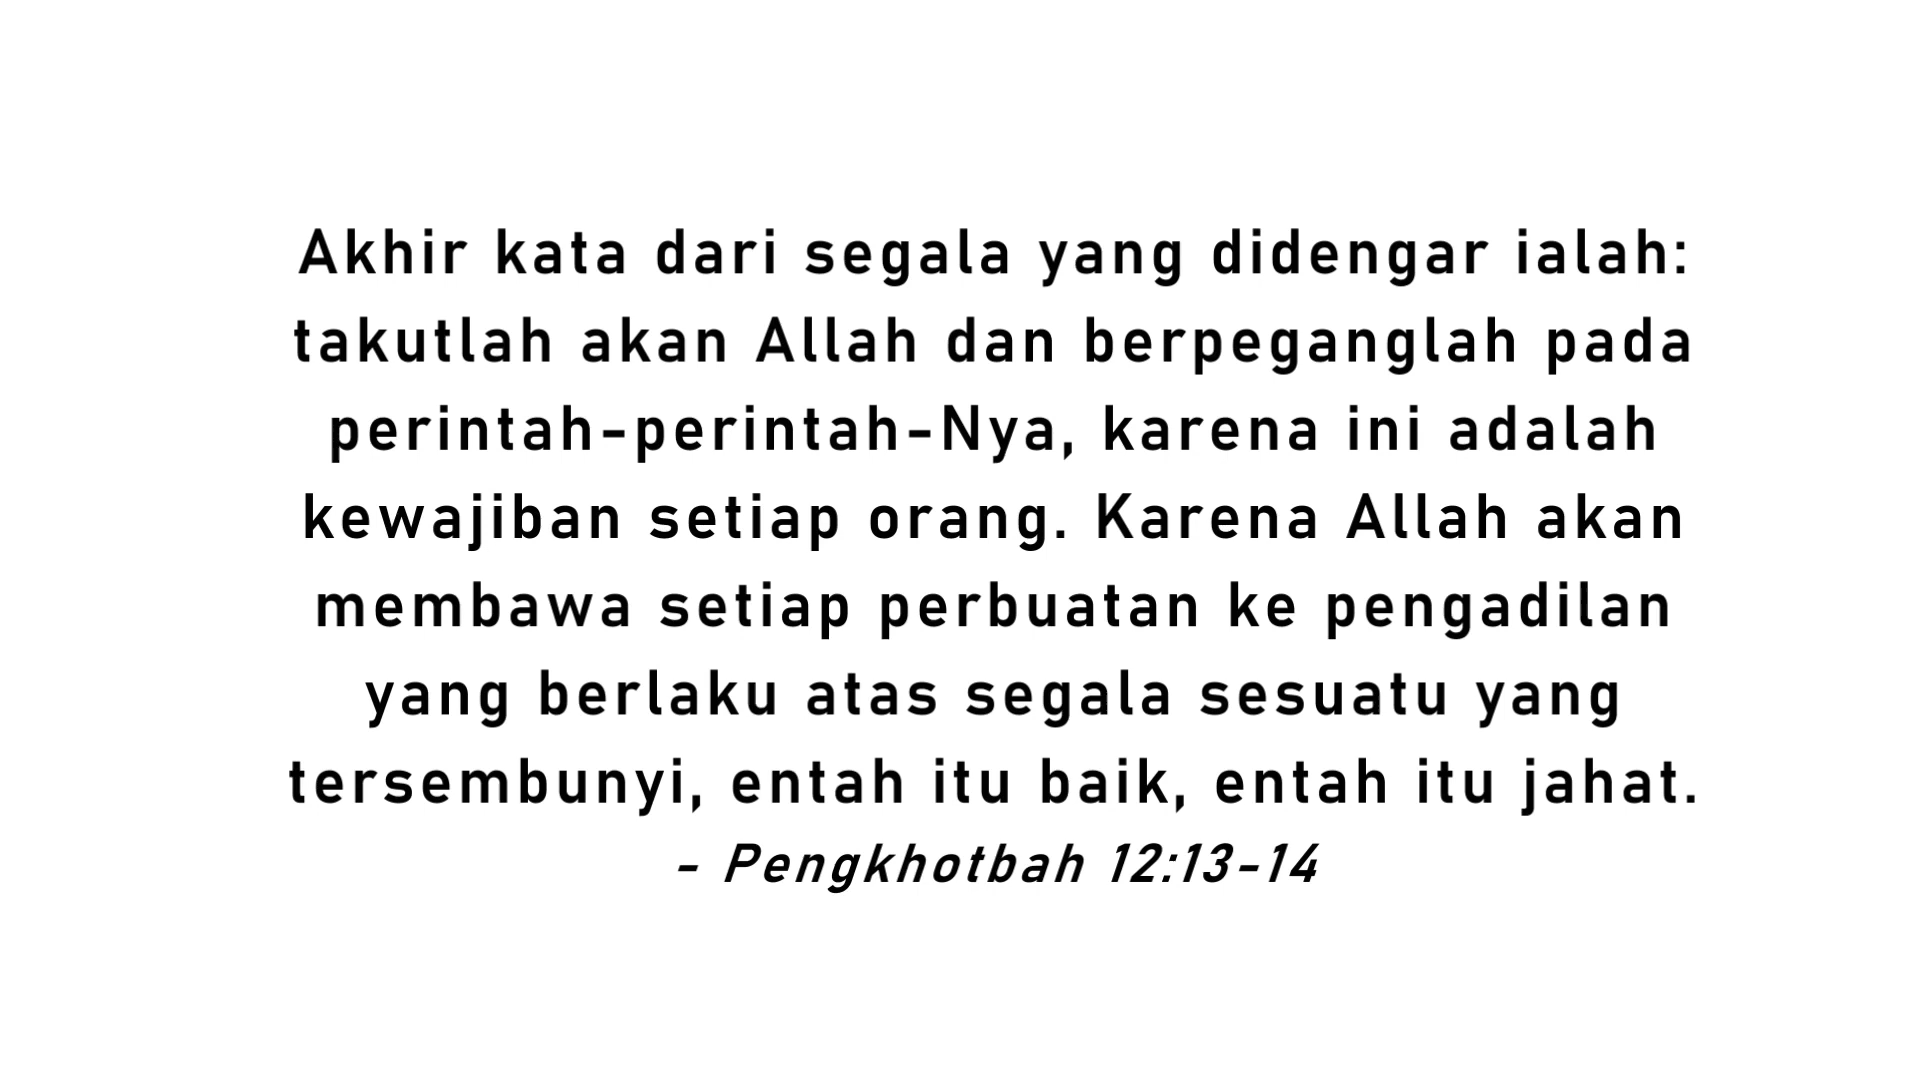 Akhir kata dari segala yang didengar ialah:
takutlah akan Allah dan berpeganglah pada
perintah-perintah-Nya, karena ini adalah
kewajiban setiap orang. Karena Allah akan
membawa setiap perbuatan ke pengadilan
yang berlaku atas segala sesuatu yang
tersembunyi, entah itu baik, entah itu jahat.
- Pengkhotbah 12:13-14